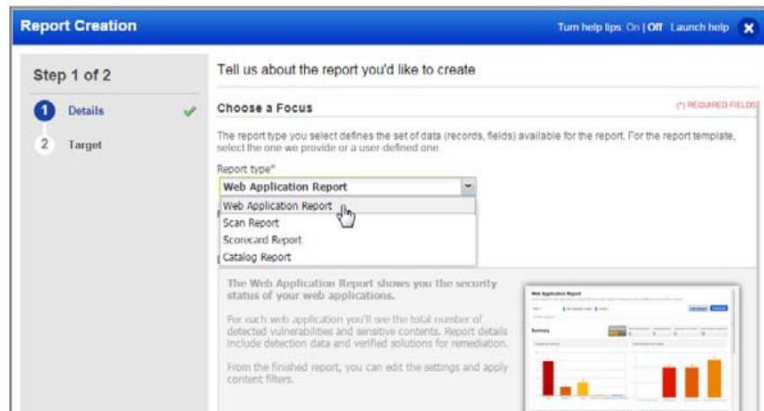 Report Creation
Turn help tips: On | Off Launch help
Step 1 of 2
1 Details
2 Target
Tell us about the report you'd like to create
Choose a Focus
(*) REQUIRED FIELDS
The report type you select defines the set of data (records, fields) available for the report. For the report template,
select the one we provide or a user-defined one
Report type*
Web Application Report
Web Application Report
Scan Report
Scorecard Report
Catalog Report
The Web Application Report shows you the security
status of your web applications.
For each web application you'll see the total number of
detected vulnerabilities and sensitive contents. Report details
include detection data and verified solutions for remediation.
From the finished report, you can edit the settings and apply
content filters.
Web Application Report
Summary